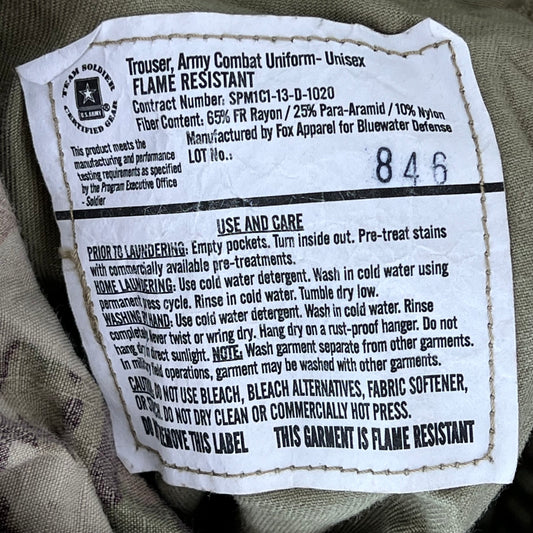 TEAM SOLDIER
U.S. ARMY
CERTIFIED GEAR
Trouser, Army Combat Uniform- Unisex
FLAME RESISTANT
Contract Number: SPM1C1-13-D-1020
Fiber Content: 65% FR Rayon / 25% Para-Aramid / 10% Nylon
Manufactured by Fox Apparel for Bluewater Defense
LOT No.: 846
This product meets the
manufacturing and performance
testing requirements as specified
by the Program Executive Office
- Soldier
USE AND CARE
PRIOR TO LAUNDERING: Empty pockets. Turn inside out. Pre-treat stains
with commercially available pre-treatments.
HOME LAUNDERING: Use cold water detergent. Wash in cold water using
permanent press cycle. Rinse in cold water. Tumble dry low.
WASHING BY HAND: Use cold water detergent. Wash in cold water. Rinse
completely. Never twist or wring dry. Hang dry on a rust-proof hanger. Do not
hang dry in direct sunlight. NOTE: Wash garment separate from other garments.
In military field operations, garment may be washed with other garments.
CAUTION: DO NOT USE BLEACH, BLEACH ALTERNATIVES, FABRIC SOFTENER,
OR DO NOT DRY CLEAN OR COMMERCIALLY HOT PRESS.
DO NOT REMOVE THIS LABEL THIS GARMENT IS FLAME RESISTANT